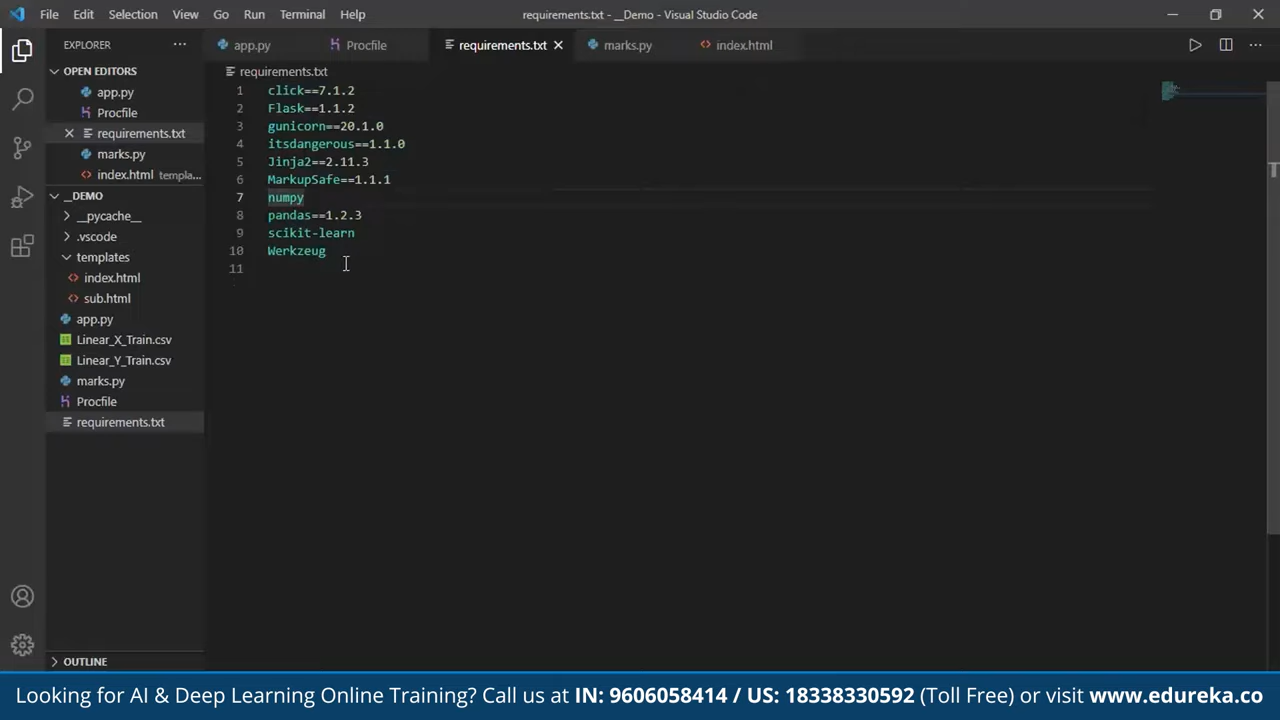 File Edit Selection View Go Run Terminal Help
requirements.txt - __Demo - Visual Studio Code
EXPLORER
OPEN EDITORS
app.py
Procfile
requirements.txt
marks.py
index.html templa...
__DEMO
__pycache__
.vscode
templates
index.html
sub.html
app.py
Linear_X_Train.csv
Linear_Y_Train.csv
marks.py
Procfile
requirements.txt
OUTLINE
app.py Procfile requirements.txt marks.py index.html
requirements.txt
1 click==7.1.2
2 Flask==1.1.2
3 gunicorn==20.1.0
4 itsdangerous==1.1.0
5 Jinja2==2.11.3
6 MarkupSafe==1.1.1
7 numpy
8 pandas==1.2.3
9 scikit-learn
10 Werkzeug
11
Looking for AI & Deep Learning Online Training? Call us at IN: 9606058414 / US: 18338330592 (Toll Free) or visit www.edureka.co